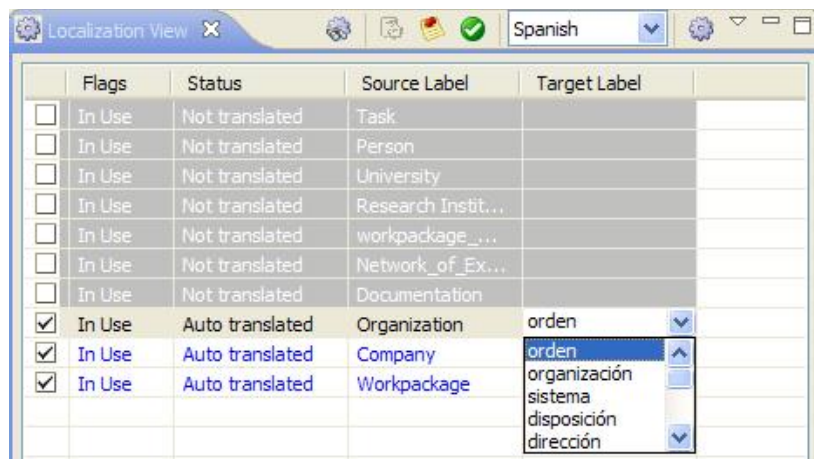 Localization View
Spanish
Flags Status Source Label Target Label
In Use Not translated Task
In Use Not translated Person
In Use Not translated University
In Use Not translated Research Instit...
In Use Not translated workpackage_...
In Use Not translated Network_of_Ex...
In Use Not translated Documentation
In Use Auto translated Organization orden
In Use Auto translated Company
In Use Auto translated Workpackage
orden
organización
sistema
disposición
dirección